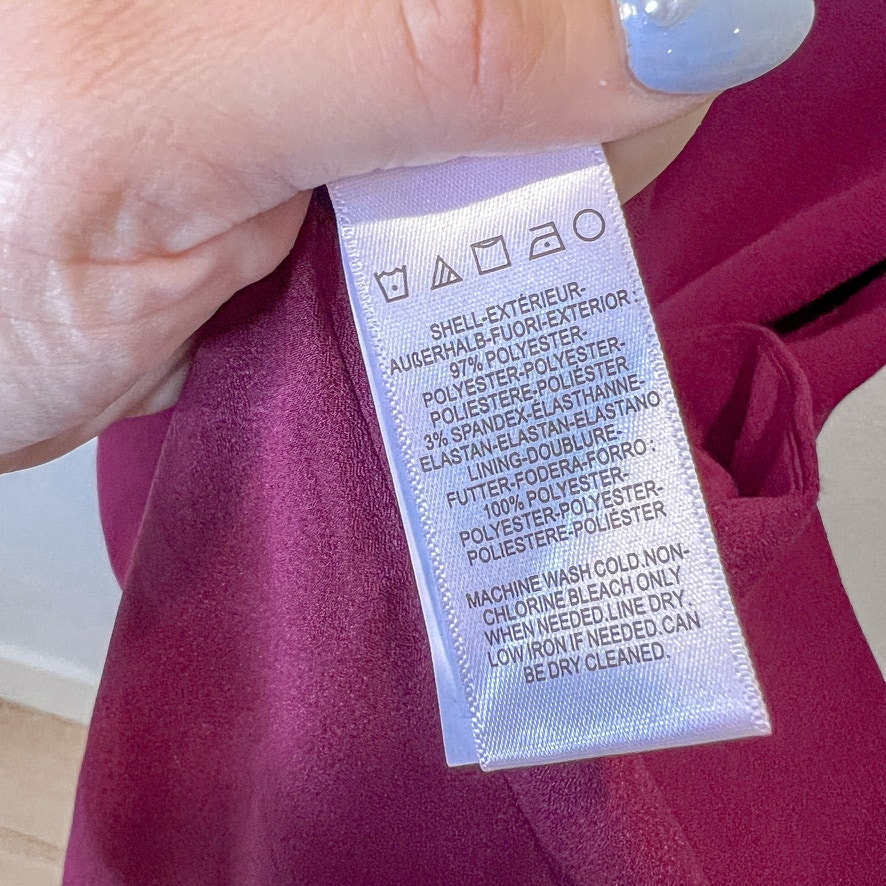 SHELL-EXTÉRIEUR-
AUßERHALB-FUORI-EXTERIOR :
97% POLYESTER-
POLYESTER-POLYESTER-
POLIESTERE-POLIÉSTER
3% SPANDEX-ÉLASTHANNE-
ELASTAN-ELASTAN-ELASTANO
LINING-DOUBLURE-
FUTTER-FODERA-FORRO :
100% POLYESTER-
POLYESTER-POLYESTER-
POLIESTERE-POLIÉSTER
MACHINE WASH COLD.NON-
CHLORINE BLEACH ONLY
WHEN NEEDED.LINE DRY.
LOW IRON IF NEEDED.CAN
BE DRY CLEANED.